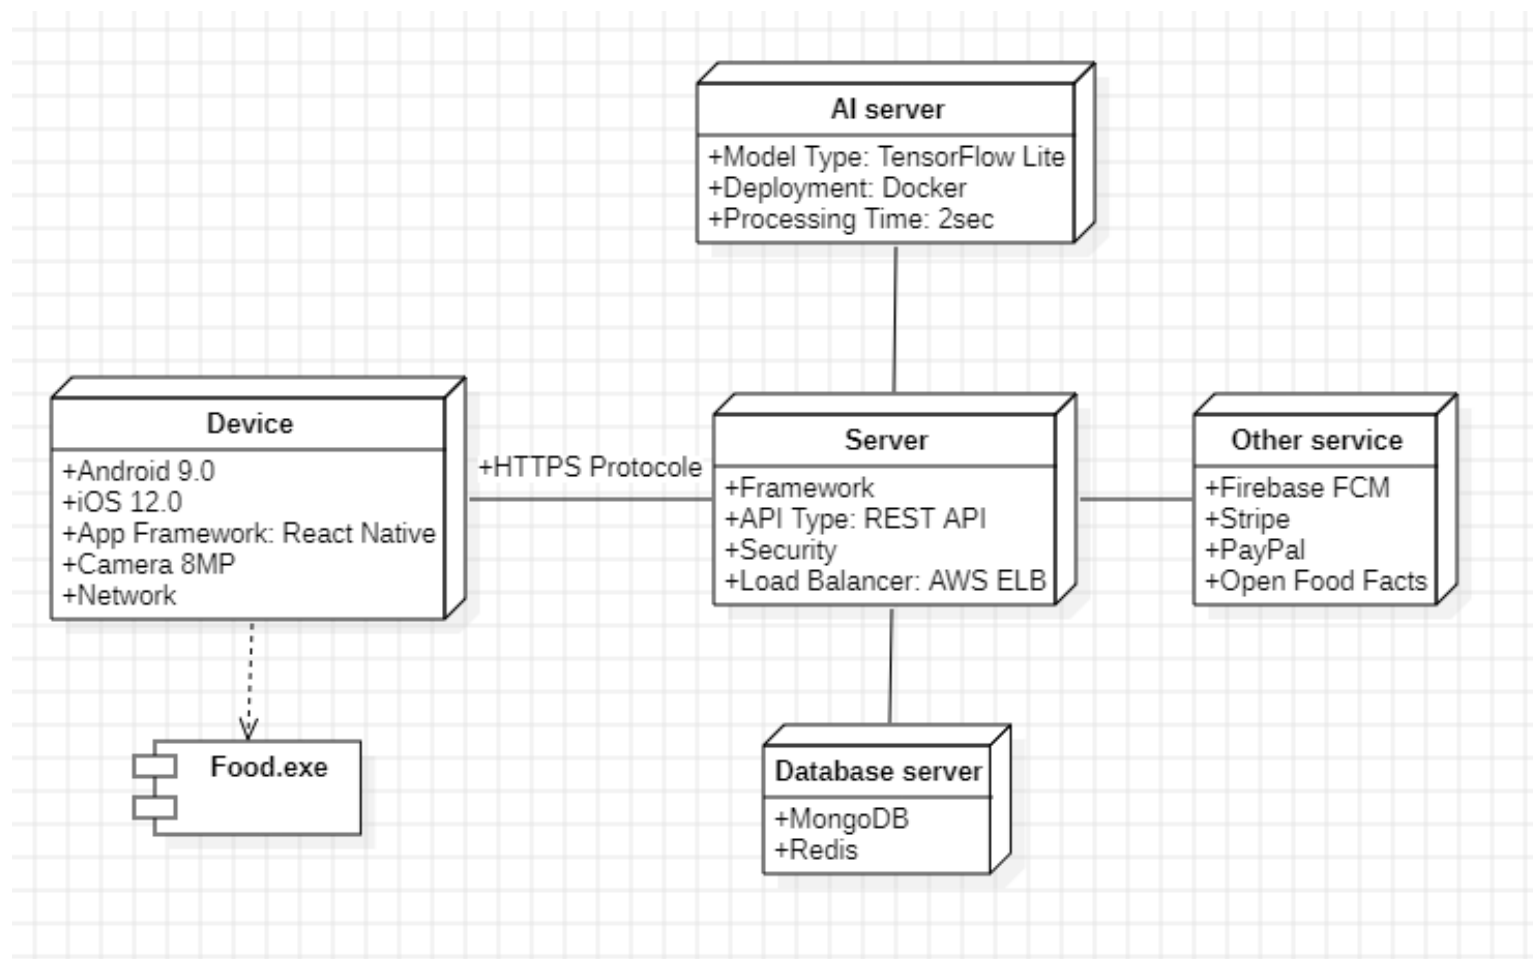 AI server
+Model Type: TensorFlow Lite
+Deployment: Docker
+Processing Time: 2sec
Device
+Android 9.0
+iOS 12.0
+App Framework: React Native
+Camera 8MP
+Network
+HTTPS Protocole
Server
+Framework
+API Type: REST API
+Security
+Load Balancer: AWS ELB
Other service
+Firebase FCM
+Stripe
+PayPal
+Open Food Facts
Food.exe
Database server
+MongoDB
+Redis